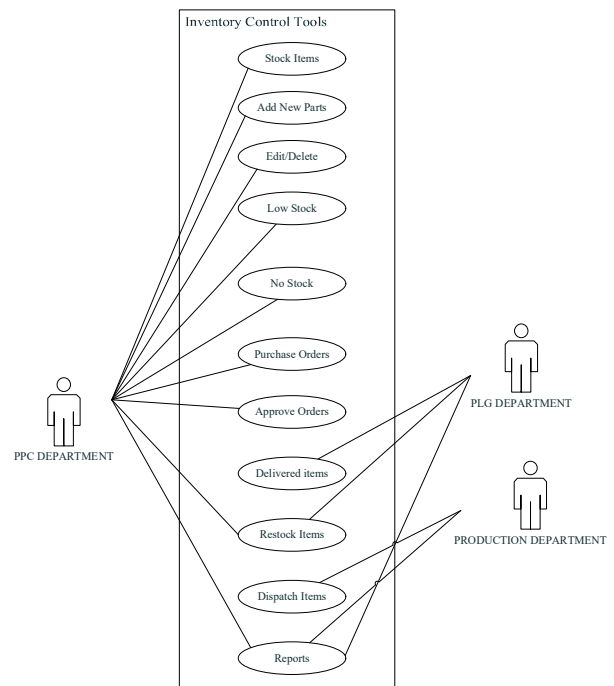 Inventory Control Tools
Stock Items
Add New Parts
Edit/Delete
Low Stock
No Stock
Purchase Orders
Approve Orders
Delivered items
Restock Items
Dispatch Items
Reports
PPC DEPARTMENT
PLG DEPARTMENT
PRODUCTION DEPARTMENT